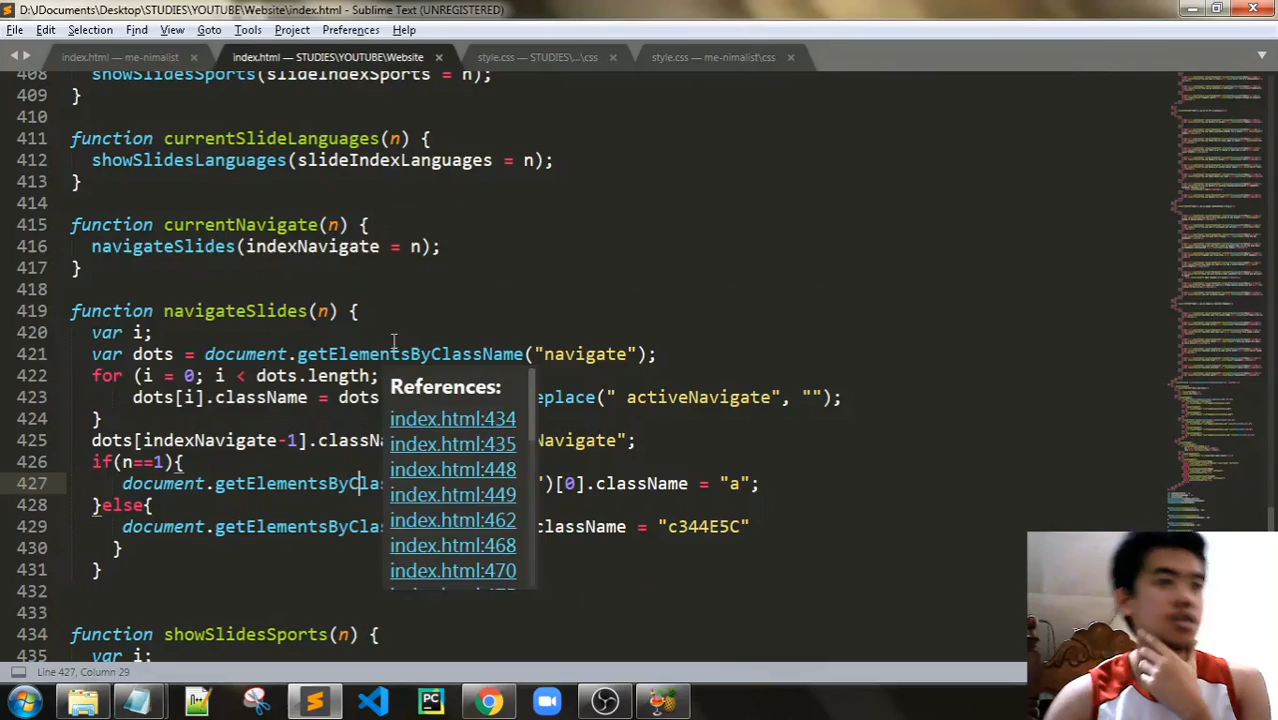 D:\JDocuments\Desktop\STUDIES\YOUTUBE\Website\index.html - Sublime Text (UNREGISTERED)
File Edit Selection Find View Goto Tools Project Preferences Help
index.html — me-nimalist × index.html — STUDIES\YOUTUBE\Website × style.css — STUDIES\...\css × style.css — me-nimalist\css ×
408 showSlidesSports(slideIndexSports = n);
409 }
410
411 function currentSlideLanguages(n) {
412 showSlidesLanguages(slideIndexLanguages = n);
413 }
414
415 function currentNavigate(n) {
416 navigateSlides(indexNavigate = n);
417 }
418
419 function navigateSlides(n) {
420 var i;
421 var dots = document.getElementsByClassName("navigate");
422 for (i = 0; i < dots.length;
423 dots[i].className = dots eplace(" activeNavigate", "");
424 }
425 dots[indexNavigate-1].classNa Navigate";
426 if(n==1){
427 document.getElementsByClas ")[0].className = "a";
428 }else{
429 document.getElementsByClas className = "c344E5C"
430 }
431 }
432
433
434 function showSlidesSports(n) {
435 var i;
References:
index.html:434
index.html:435
index.html:448
index.html:449
index.html:462
index.html:468
index.html:470
Line 427, Column 29
PC